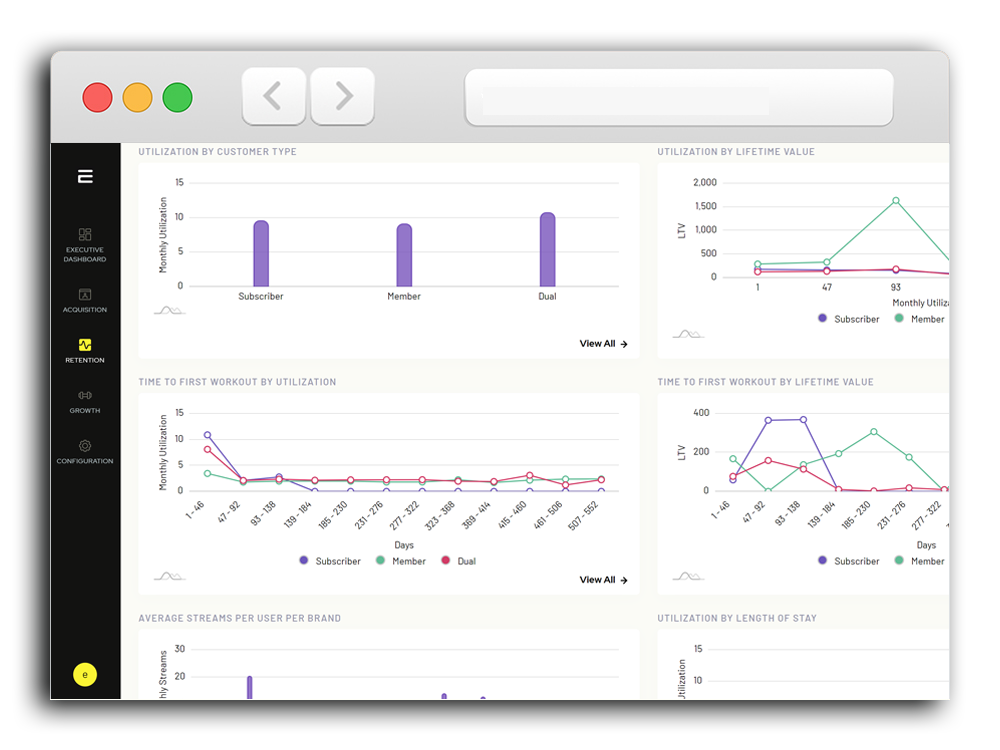 UTILIZATION BY CUSTOMER TYPE
15
10
5
0
Monthly Utilization
Subscriber Member Dual
View All →
UTILIZATION BY LIFETIME VALUE
2,000
1,500
1,000
500
0
LTV
1 47 93
Monthly Utiliza
Subscriber Member
EXECUTIVE
DASHBOARD
ACQUISITION
RETENTION
GROWTH
CONFIGURATION
e
TIME TO FIRST WORKOUT BY UTILIZATION
15
10
5
0
Monthly Utilization
1 - 46 47 - 92 93 - 138 139 - 184 185 - 230 231 - 276 277 - 322 323 - 368 369 - 414 415 - 460 461 - 506 507 - 552
Days
Subscriber Member Dual
View All →
TIME TO FIRST WORKOUT BY LIFETIME VALUE
400
200
0
LTV
1 - 46 47 - 92 93 - 138 139 - 184 185 - 230 231 - 276 277 - 322
Days
Subscriber Member
AVERAGE STREAMS PER USER PER BRAND
30
20
hly Streams
UTILIZATION BY LENGTH OF STAY
15
10
Utilization